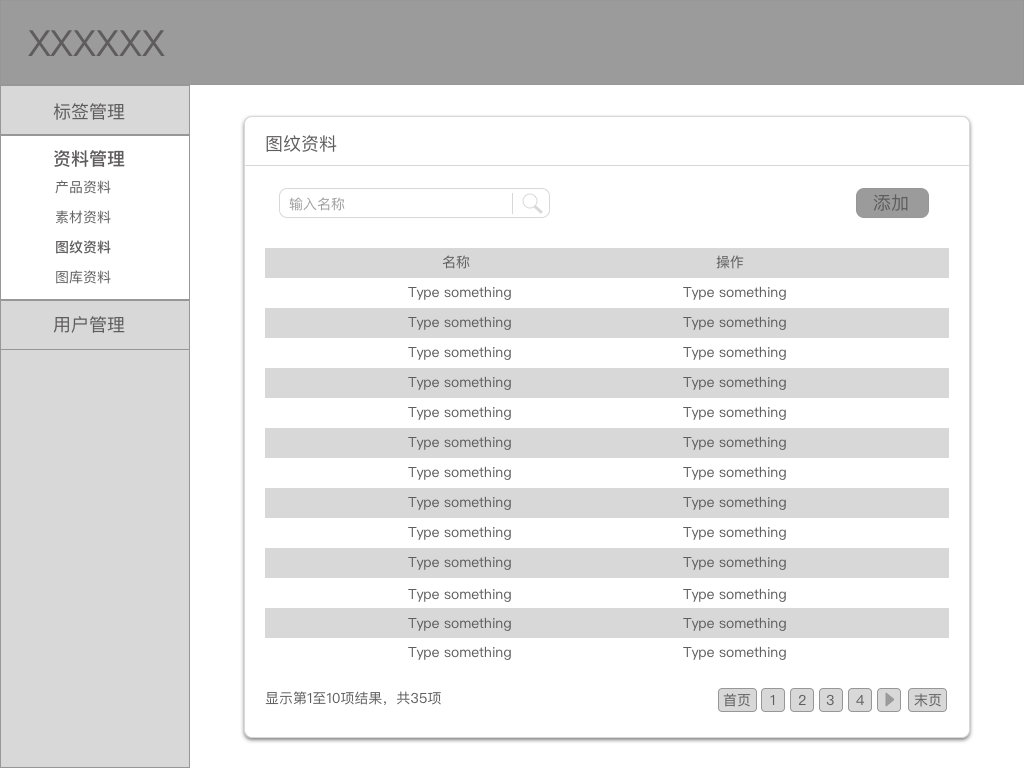 XXXXXX
标签管理
资料管理
产品资料
素材资料
图纹资料
图库资料
用户管理
图纹资料
输入名称
添加
名称 操作
Type something Type something
Type something Type something
Type something Type something
Type something Type something
Type something Type something
Type something Type something
Type something Type something
Type something Type something
Type something Type something
Type something Type something
Type something Type something
Type something Type something
Type something Type something
显示第1至10项结果，共35项
首页 1 2 3 4 末页